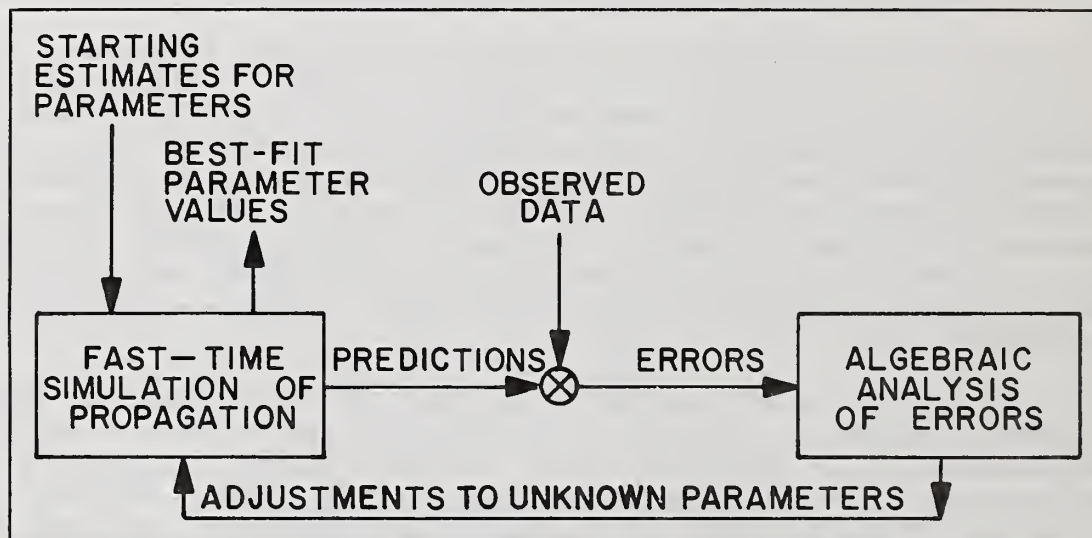 STARTING
ESTIMATES FOR
PARAMETERS
BEST-FIT
PARAMETER
VALUES
OBSERVED
DATA
FAST-TIME
SIMULATION OF
PROPAGATION
PREDICTIONS
ERRORS
ALGEBRAIC
ANALYSIS
OF ERRORS
ADJUSTMENTS TO UNKNOWN PARAMETERS